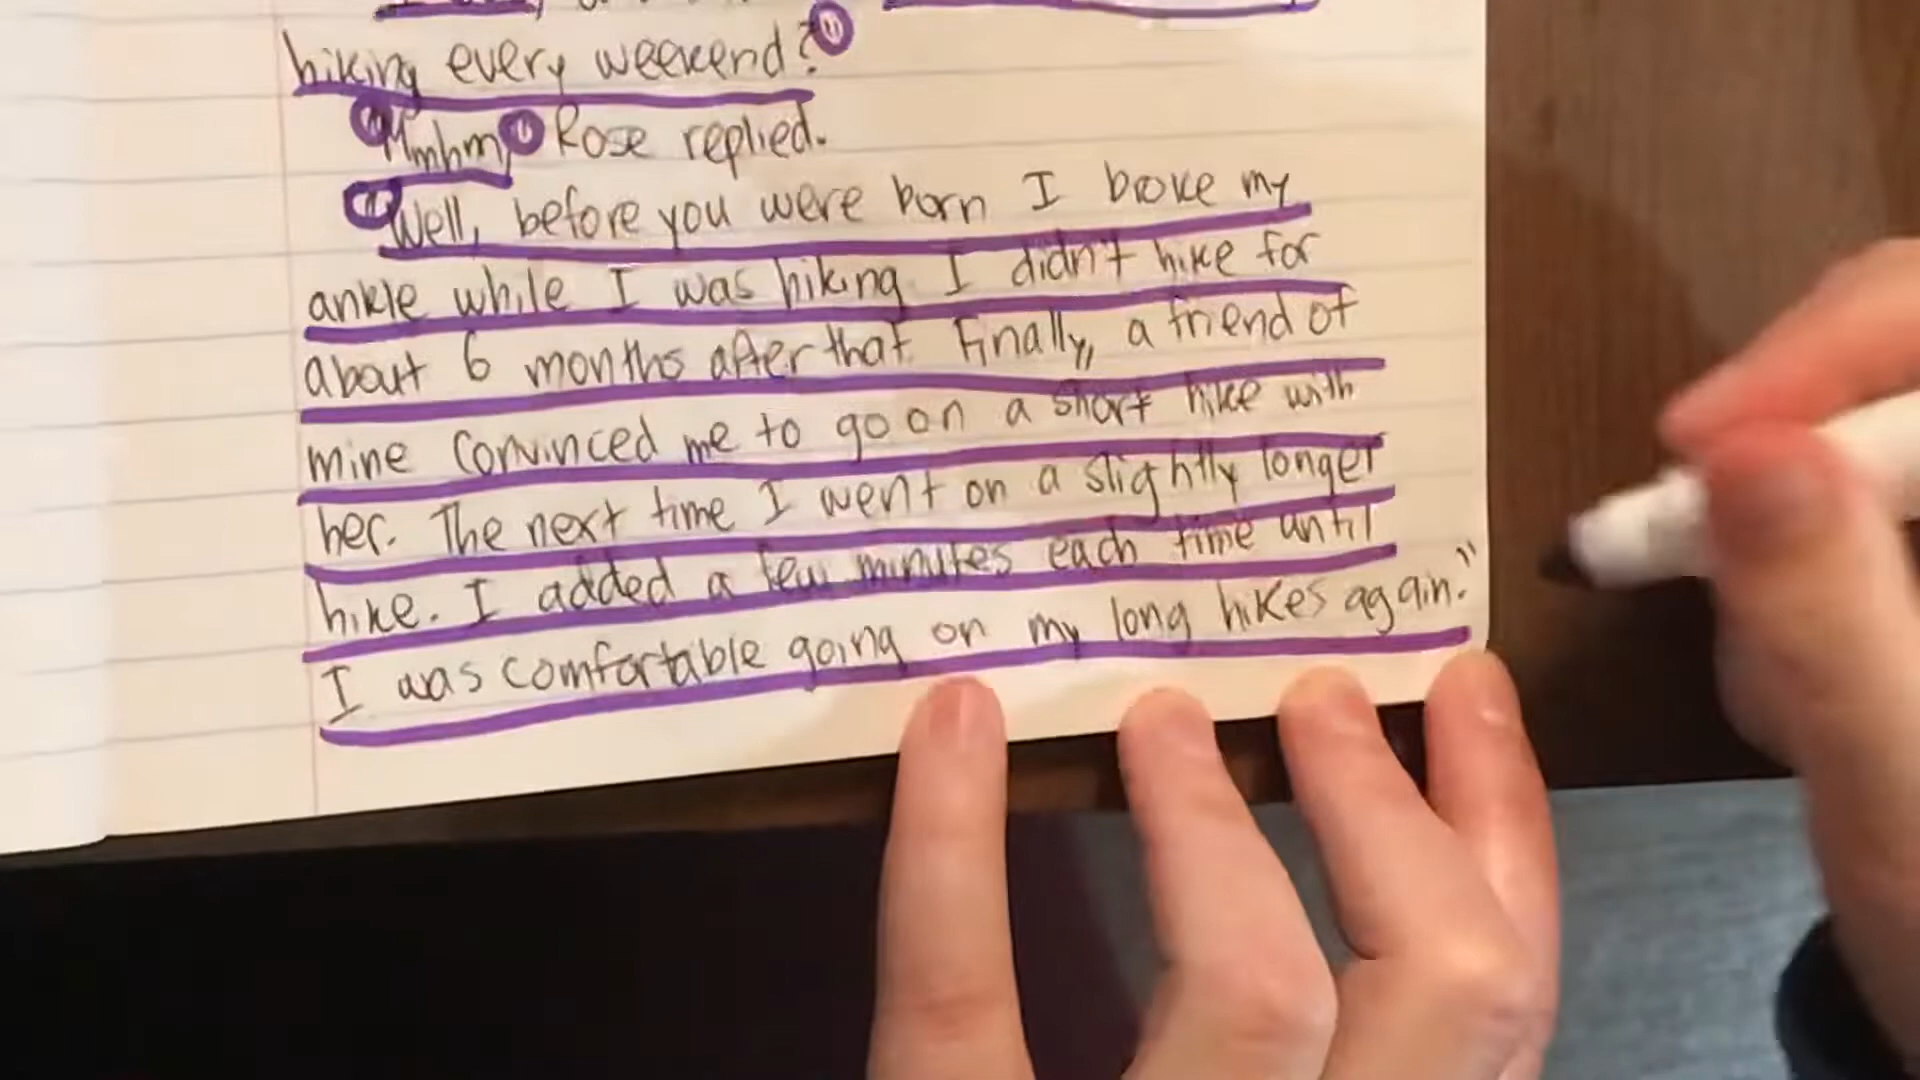 hiking every weekend?"
"Mmhm," Rose replied.
"Well, before you were born I broke my
ankle while I was hiking. I didn't hike for
about 6 months after that. Finally, a friend of
mine convinced me to go on a short hike with
her. The next time I went on a slightly longer
hike. I added a few minutes each time until
I was comfortable going on my long hikes again."